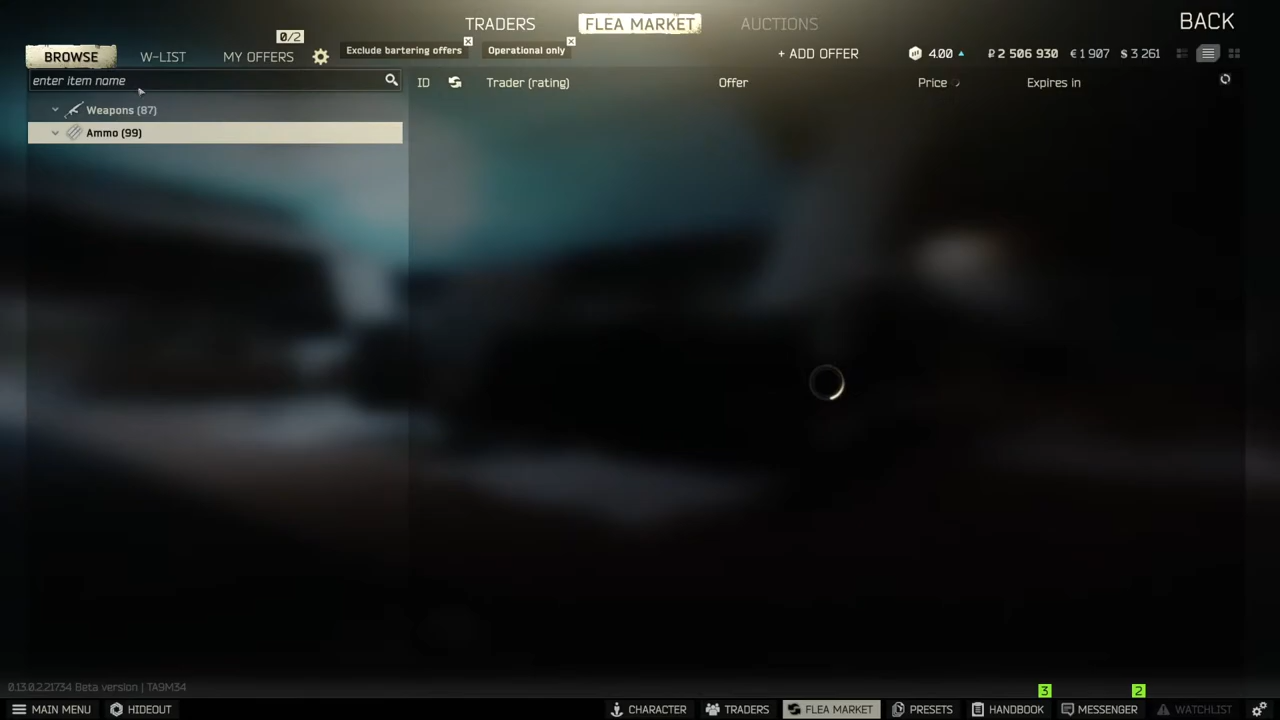 TRADERS FLEA MARKET AUCTIONS BACK
0/2
BROWSE W-LIST MY OFFERS Exclude bartering offers Operational only + ADD OFFER 4.00 ₽ 2 506 930 € 1 907 $ 3 261
enter item name ID Trader (rating) Offer Price Expires in
Weapons (87)
Ammo (99)
0.13.0.2.21734 Beta version | TA9M34
3 2
MAIN MENU HIDEOUT CHARACTER TRADERS FLEA MARKET PRESETS HANDBOOK MESSENGER WATCHLIST